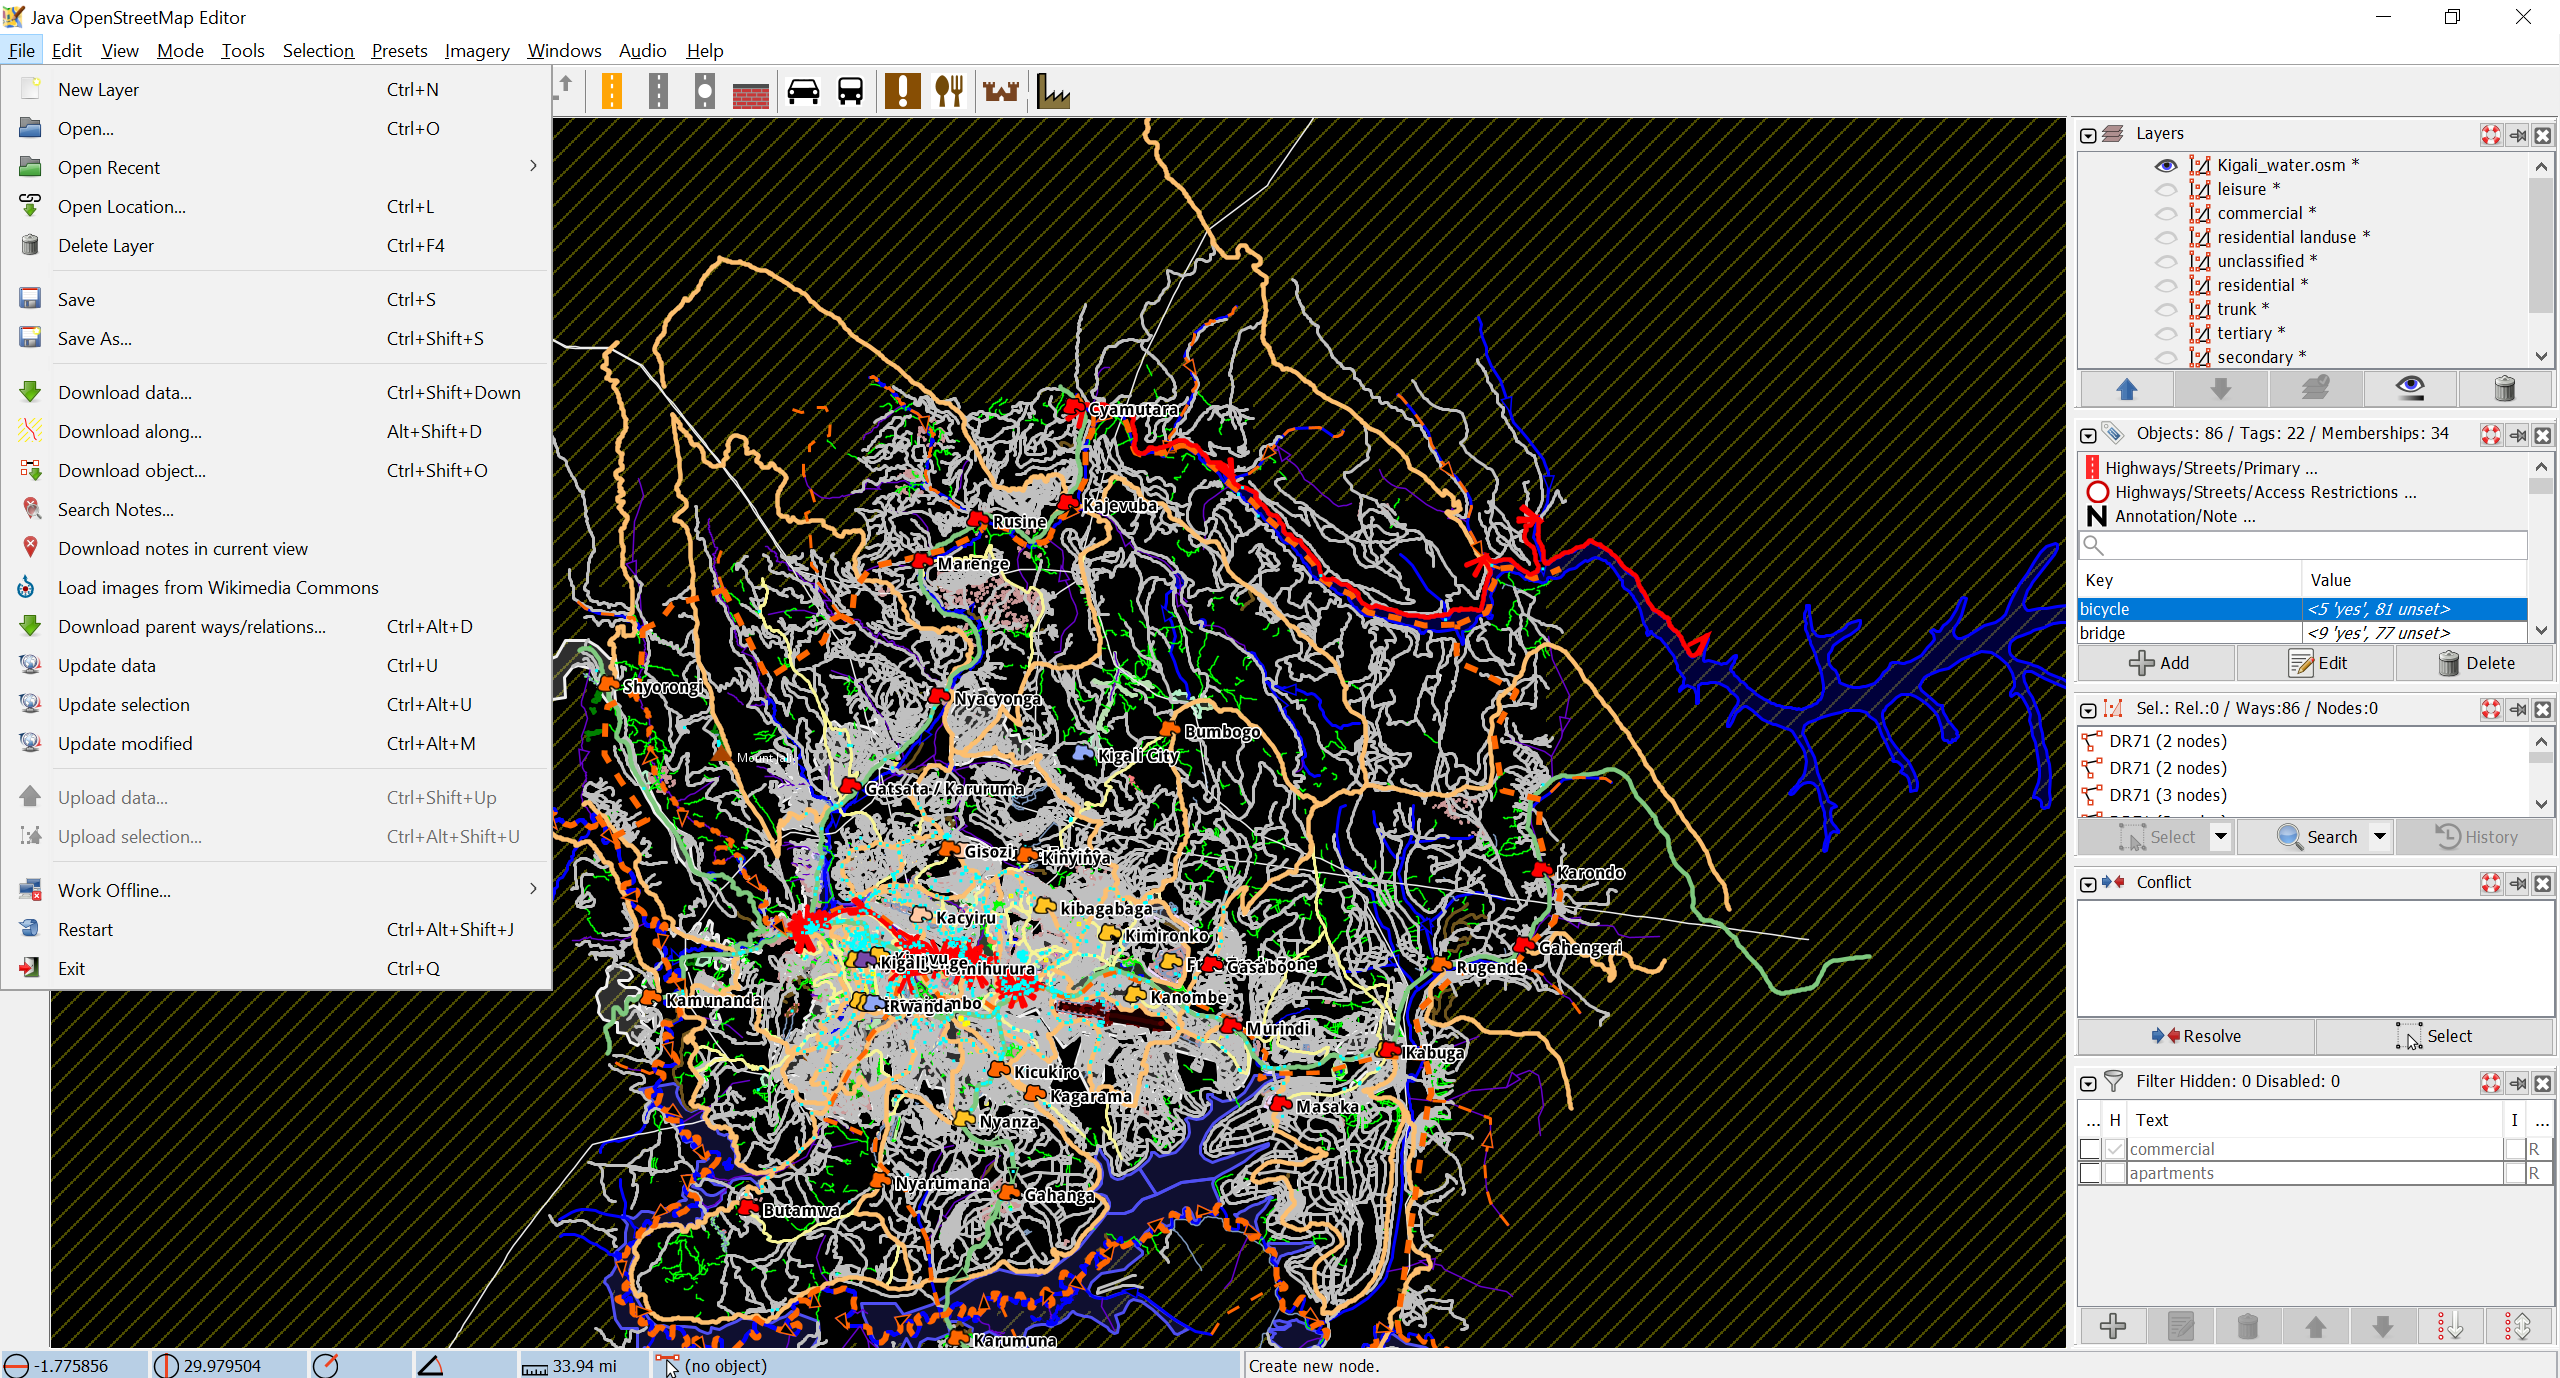 Java OpenStreetMap Editor
File Edit View Mode Tools Selection Presets Imagery Windows Audio Help
New Layer Ctrl+N
Open... Ctrl+O
Open Recent
Open Location... Ctrl+L
Delete Layer Ctrl+F4
Save Ctrl+S
Save As... Ctrl+Shift+S
Download data... Ctrl+Shift+Down
Download along... Alt+Shift+D
Download object... Ctrl+Shift+O
Search Notes...
Download notes in current view
Load images from Wikimedia Commons
Download parent ways/relations... Ctrl+Alt+D
Update data Ctrl+U
Update selection Ctrl+Alt+U
Update modified Ctrl+Alt+M
Upload data... Ctrl+Shift+Up
Upload selection... Ctrl+Alt+Shift+U
Work Offline...
Restart Ctrl+Alt+Shift+J
Exit Ctrl+Q
Cyamutara
Kajevuba
Rusine
Marenge
Shyorongi
Nyacyonga
Bumbogo
Kigali City
Gatsata / Karuruma
Gisozi
Kinyinya
Karondo
Kacyiru
kibagabaga
Kimironko
Gahengeri
Gasabo
Rugende
Kamunanda
Rwanda
Kanombe
Murindi
Kabuga
Kicukiro
Kagarama
Masaka
Nyanza
Nyarumana
Gahanga
Butamwa
Karumuna
Layers
Kigali_water.osm *
leisure *
commercial *
residential landuse *
unclassified *
residential *
trunk *
tertiary *
secondary *
Objects: 86 / Tags: 22 / Memberships: 34
Highways/Streets/Primary ...
Highways/Streets/Access Restrictions ...
N Annotation/Note ...
Key Value
bicycle <5 'yes', 81 unset>
bridge <9 'yes', 77 unset>
Add Edit Delete
Sel.: Rel.:0 / Ways:86 / Nodes:0
DR71 (2 nodes)
DR71 (2 nodes)
DR71 (3 nodes)
Select Search History
Conflict
Resolve Select
Filter Hidden: 0 Disabled: 0
... H Text I ...
commercial R
apartments R
-1.775856 29.979504 33.94 mi (no object) Create new node.